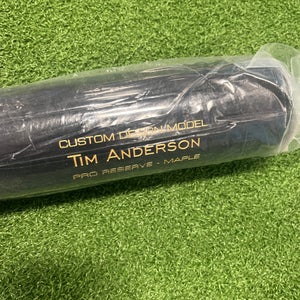 CUSTOM DESIGN MODEL
TIM ANDERSON
PRO RESERVE - MAPLE